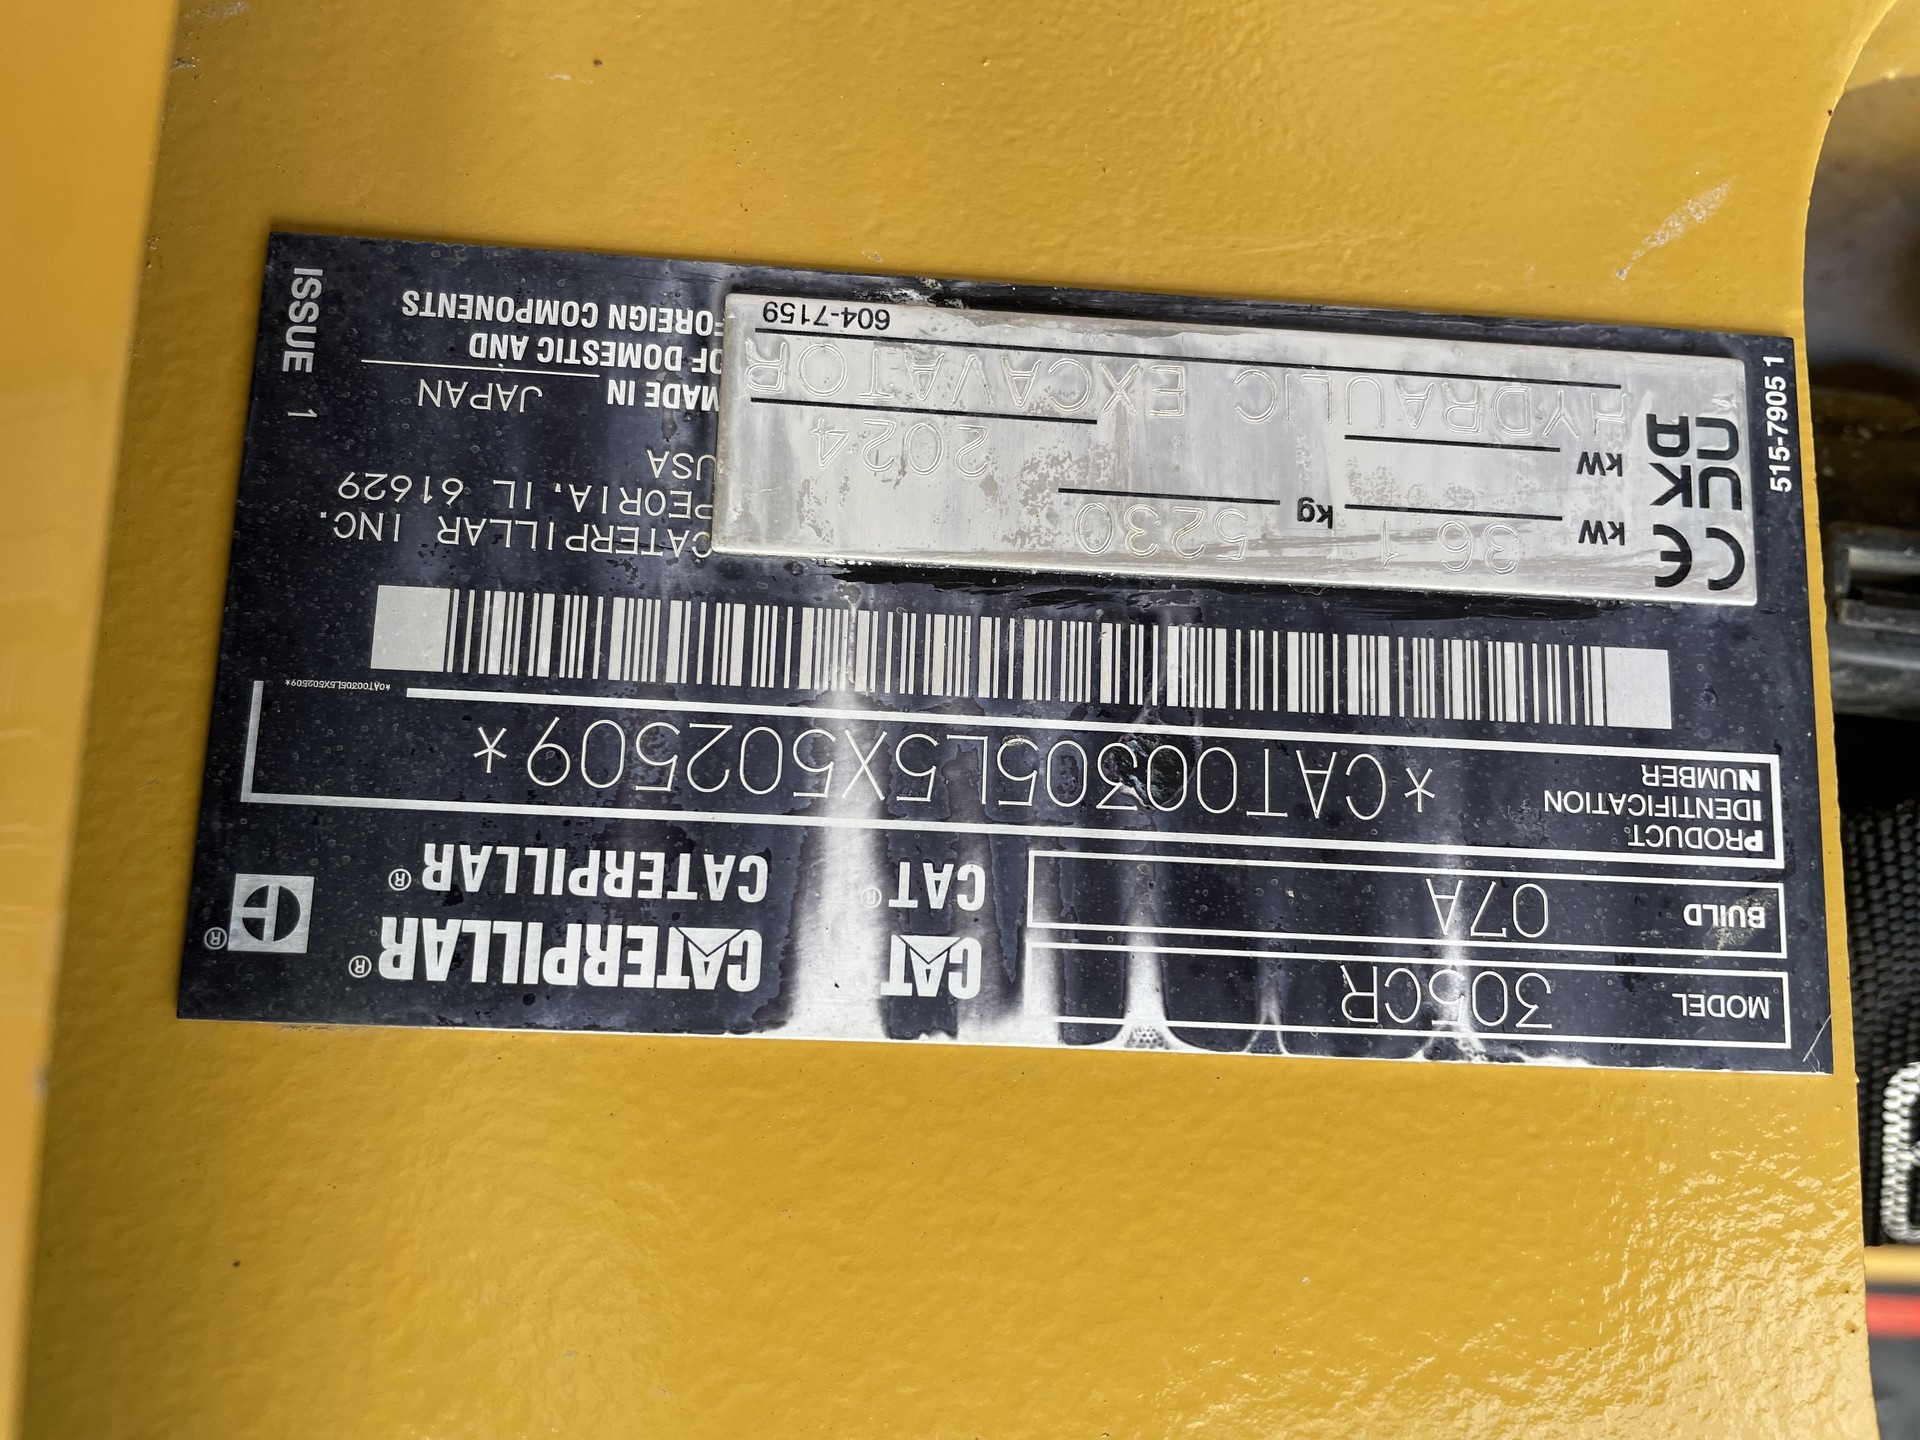 MODEL 305CR
BUILD 07A
CATERPILLAR®
CAT
CAT®
CATERPILLAR®
PRODUCT
IDENTIFICATION
NUMBER
*CAT00305L5X502509*
*CAT00305L5X502509*
CE
UK
CA
kW 36 1
kg 5230
kW
2024
HYDRAULIC EXCAVATOR
604-7159
CATERPILLAR INC.
PEORIA, IL 61629
USA
MADE IN JAPAN
OF DOMESTIC AND
FOREIGN COMPONENTS
515-7905 1
ISSUE 1